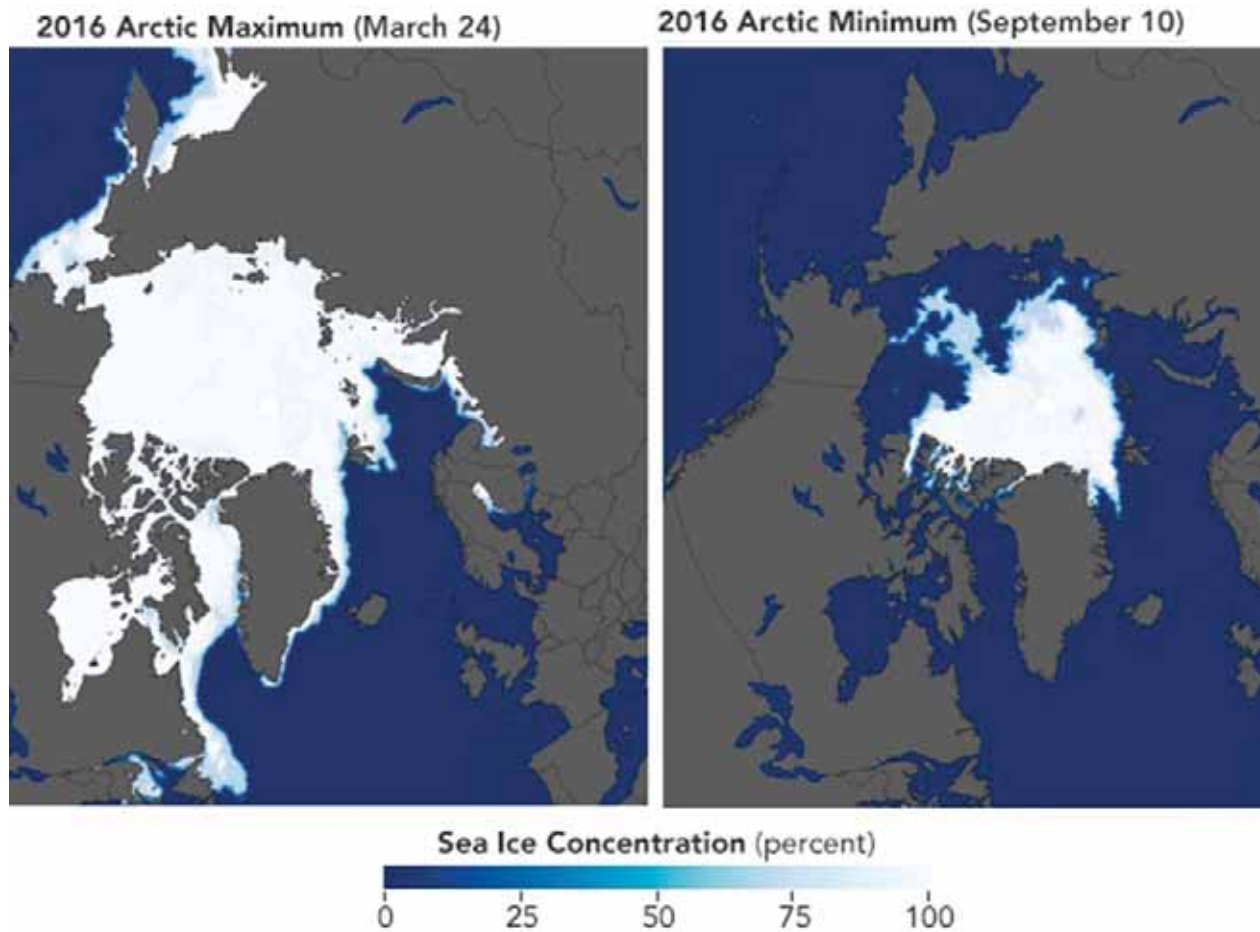 2016 Arctic Maximum (March 24)
2016 Arctic Minimum (September 10)
Sea Ice Concentration (percent)
0 25 50 75 100